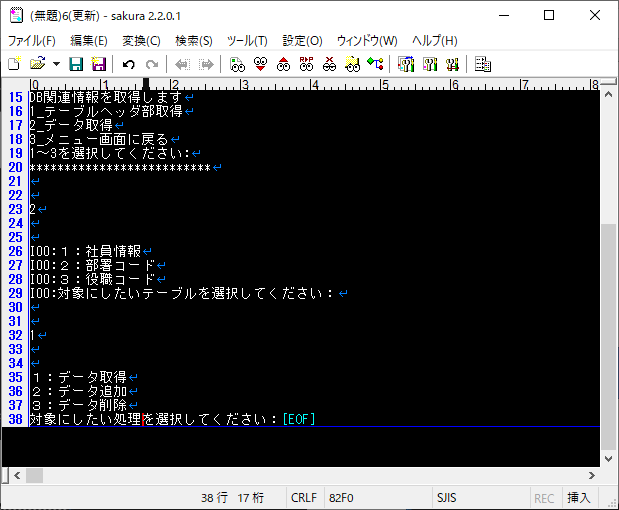 (無題)6(更新) - sakura 2.2.0.1
ファイル(F) 編集(E) 変換(C) 検索(S) ツール(T) 設定(O) ウィンドウ(W) ヘルプ(H)
0 1 2 3 4 5 6 7 8
15 DB関連情報を取得します
16 1_テーブルヘッダ部取得
17 2_データ取得
18 3_メニュー画面に戻る
19 1～3を選択してください:
20 **************************
21
22
23 2
24
25
26 I00:１：社員情報
27 I00:２：部署コード
28 I00:３：役職コード
29 I00:対象にしたいテーブルを選択してください：
30
31
32 1
33
34
35 １：データ取得
36 ２：データ追加
37 ３：データ削除
38 対象にしたい処理を選択してください：[EOF]
38 行 17 桁 CRLF 82F0 SJIS REC 挿入